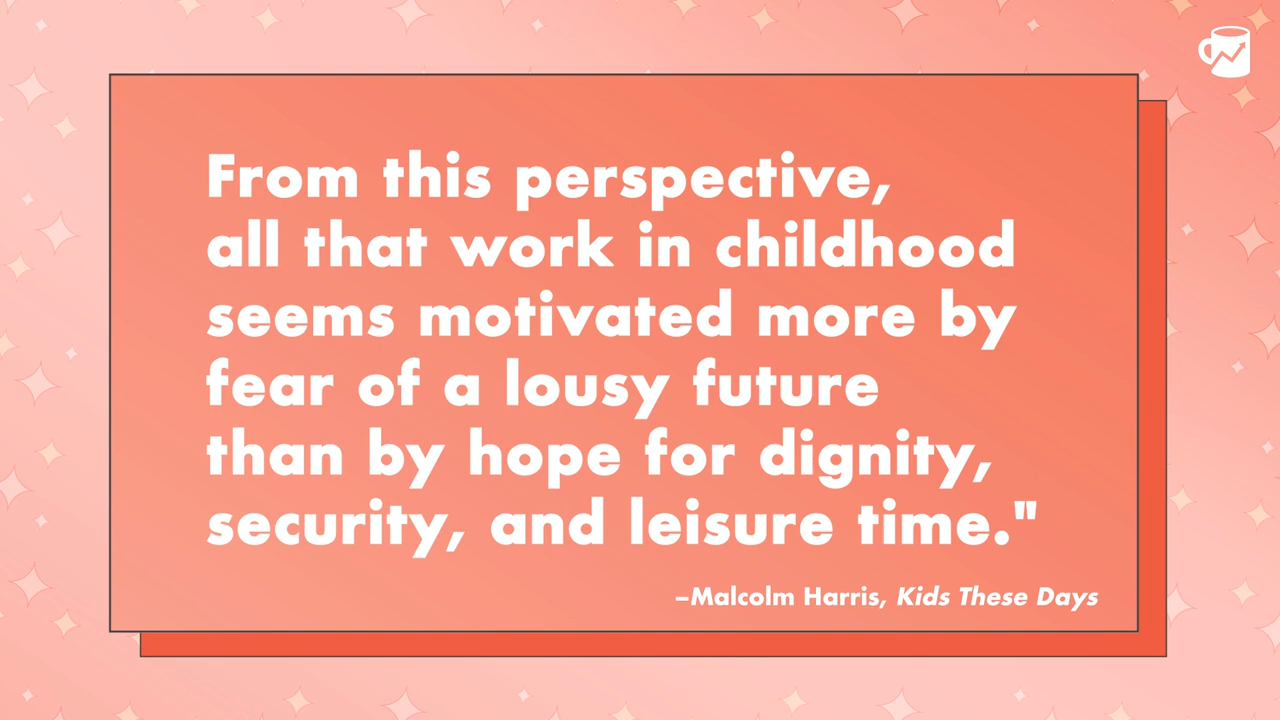 From this perspective,
all that work in childhood
seems motivated more by
fear of a lousy future
than by hope for dignity,
security, and leisure time."
–Malcolm Harris, Kids These Days